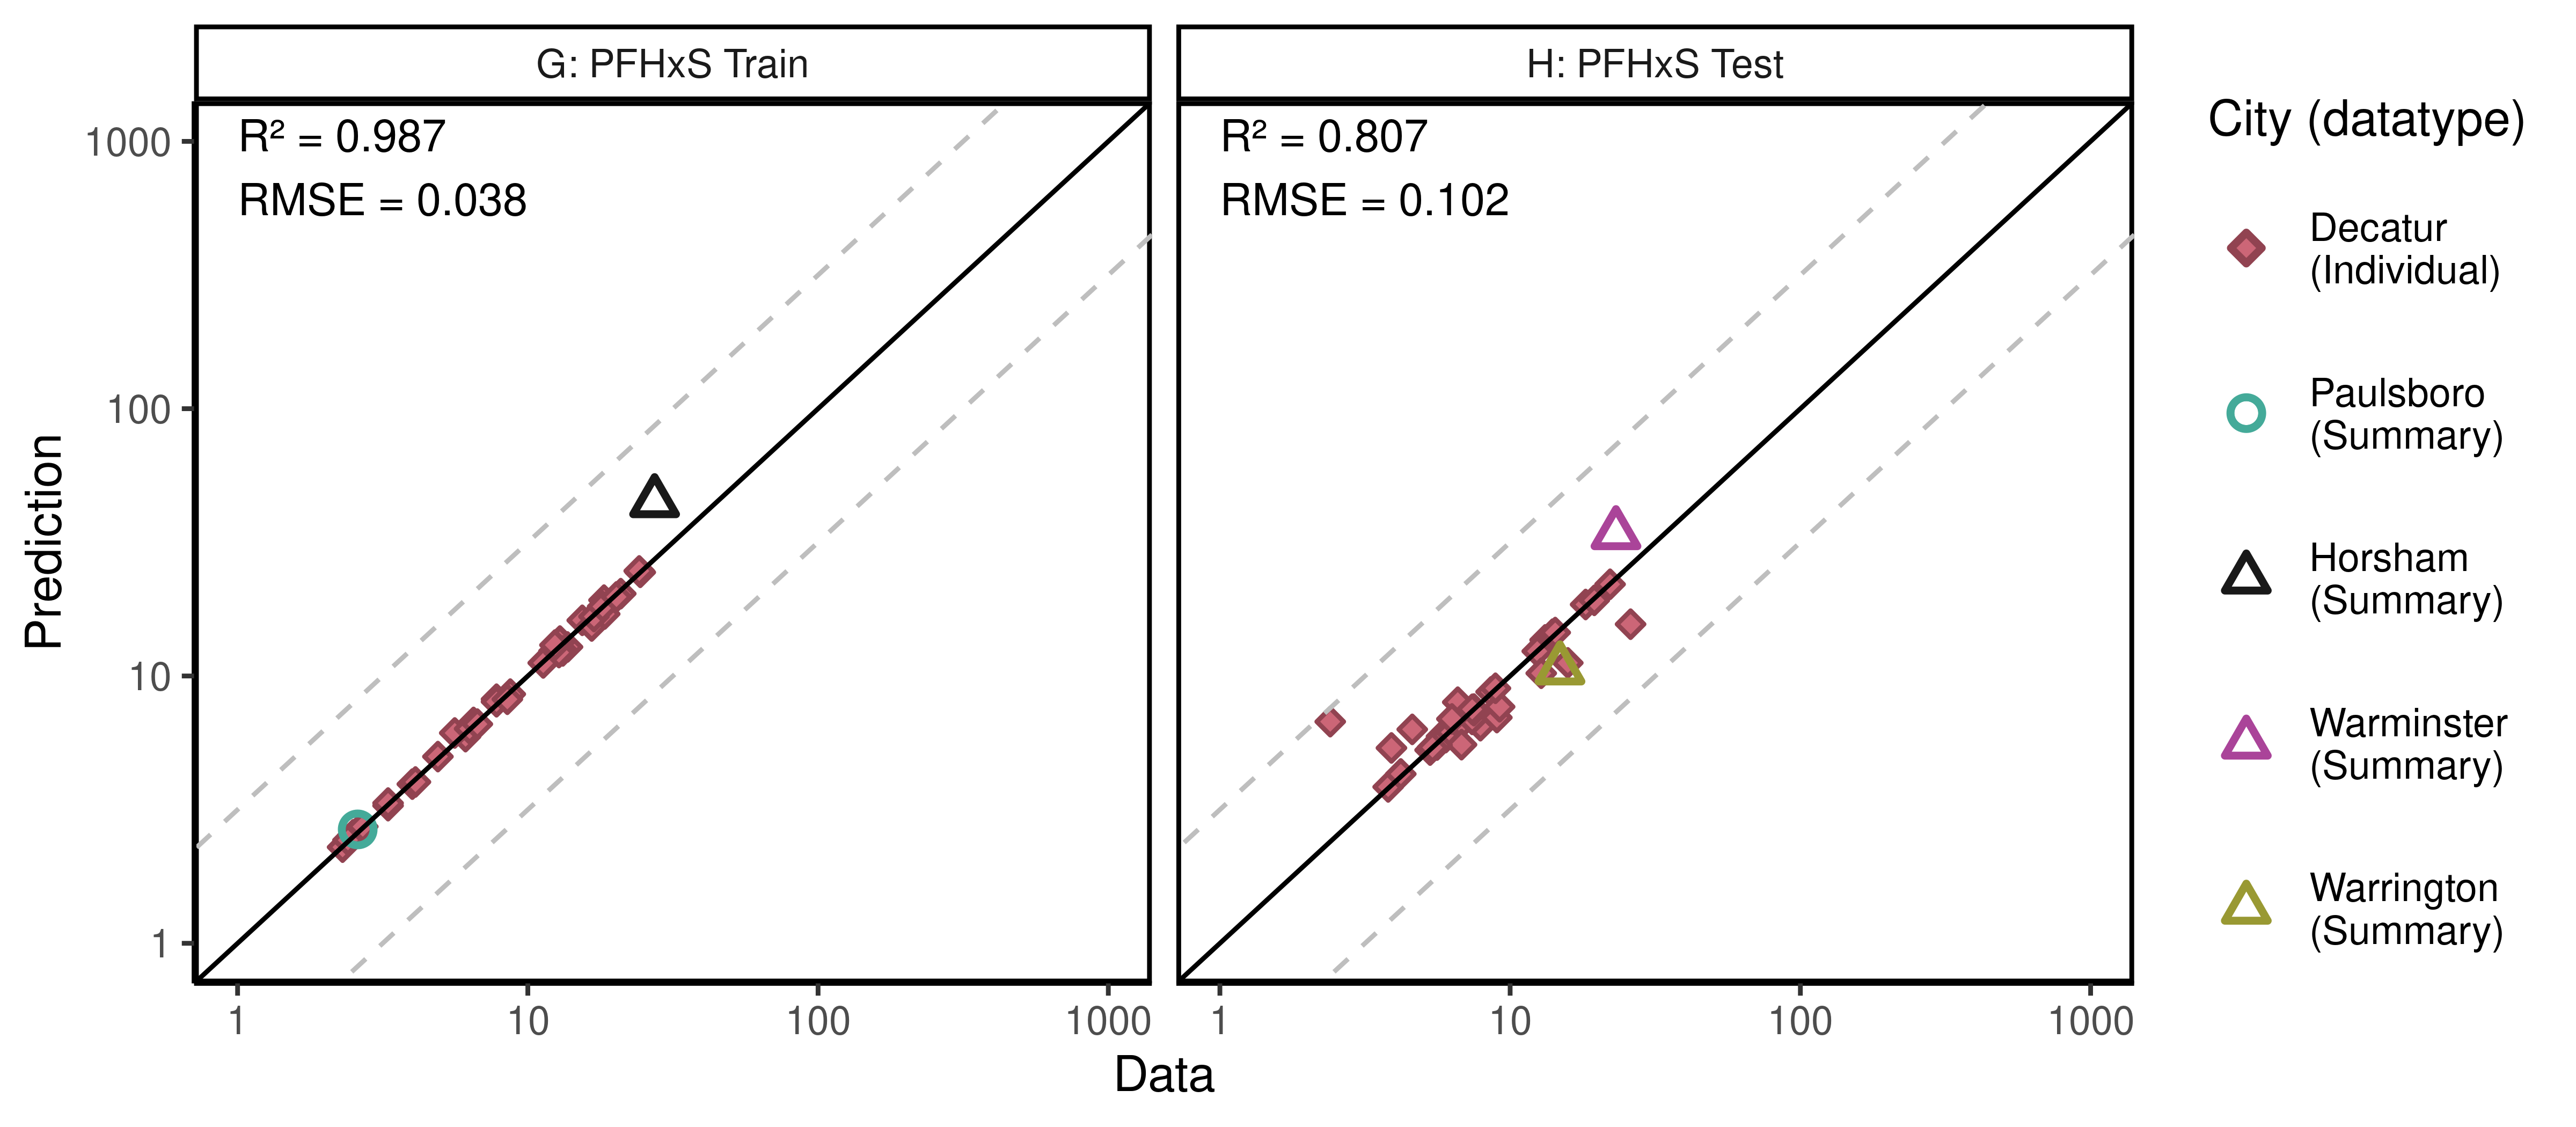 G: PFHxS Train
H: PFHxS Test
R² = 0.987
RMSE = 0.038
R² = 0.807
RMSE = 0.102
1000
100
10
1
Prediction
1
10
100
1000
1
10
100
1000
Data
City (datatype)
Decatur
(Individual)
Paulsboro
(Summary)
Horsham
(Summary)
Warminster
(Summary)
Warrington
(Summary)